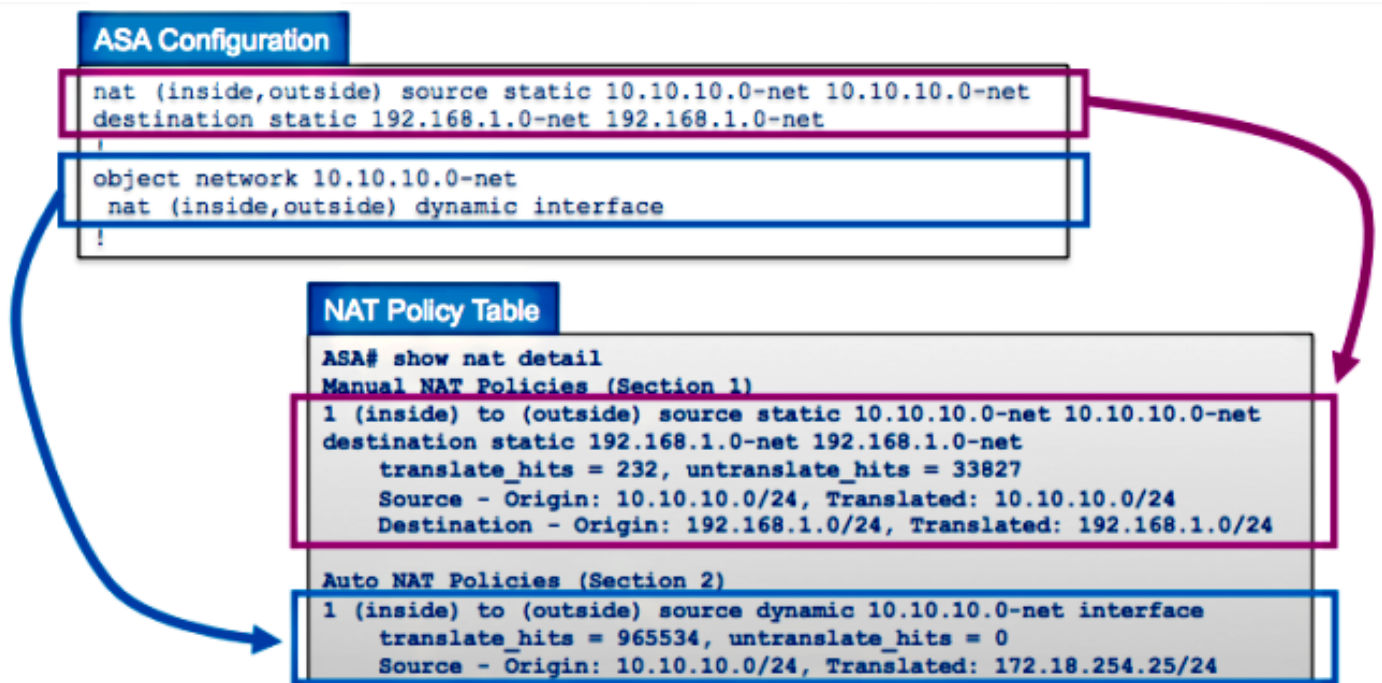 ASA Configuration
nat (inside,outside) source static 10.10.10.0-net 10.10.10.0-net
destination static 192.168.1.0-net 192.168.1.0-net
!
object network 10.10.10.0-net
 nat (inside,outside) dynamic interface
!
NAT Policy Table
ASA# show nat detail
Manual NAT Policies (Section 1)
1 (inside) to (outside) source static 10.10.10.0-net 10.10.10.0-net
destination static 192.168.1.0-net 192.168.1.0-net
    translate_hits = 232, untranslate_hits = 33827
    Source - Origin: 10.10.10.0/24, Translated: 10.10.10.0/24
    Destination - Origin: 192.168.1.0/24, Translated: 192.168.1.0/24
Auto NAT Policies (Section 2)
1 (inside) to (outside) source dynamic 10.10.10.0-net interface
    translate_hits = 965534, untranslate_hits = 0
    Source - Origin: 10.10.10.0/24, Translated: 172.18.254.25/24